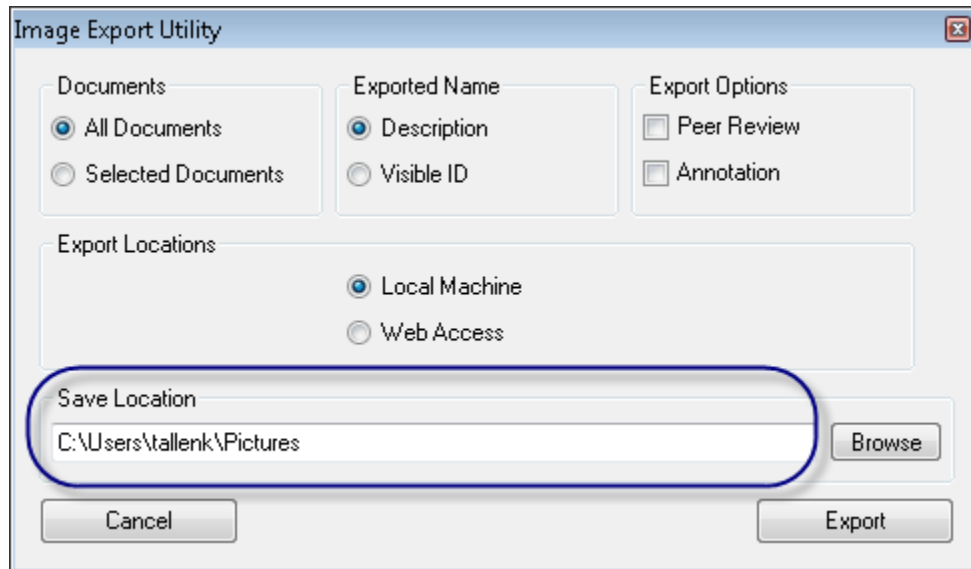 Image Export Utility
Documents
All Documents
Selected Documents
Exported Name
Description
Visible ID
Export Options
Peer Review
Annotation
Export Locations
Local Machine
Web Access
Save Location
C:\Users\tallenk\Pictures
Browse
Cancel
Export